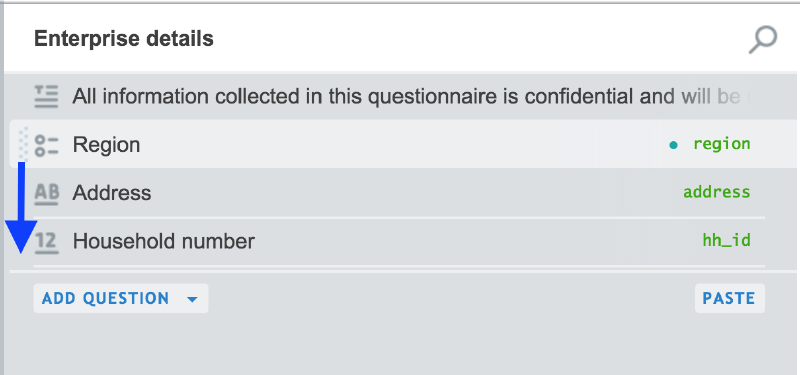 Enterprise details
All information collected in this questionnaire is confidential and will be
Region region
AB Address address
12 Household number hh_id
ADD QUESTION PASTE